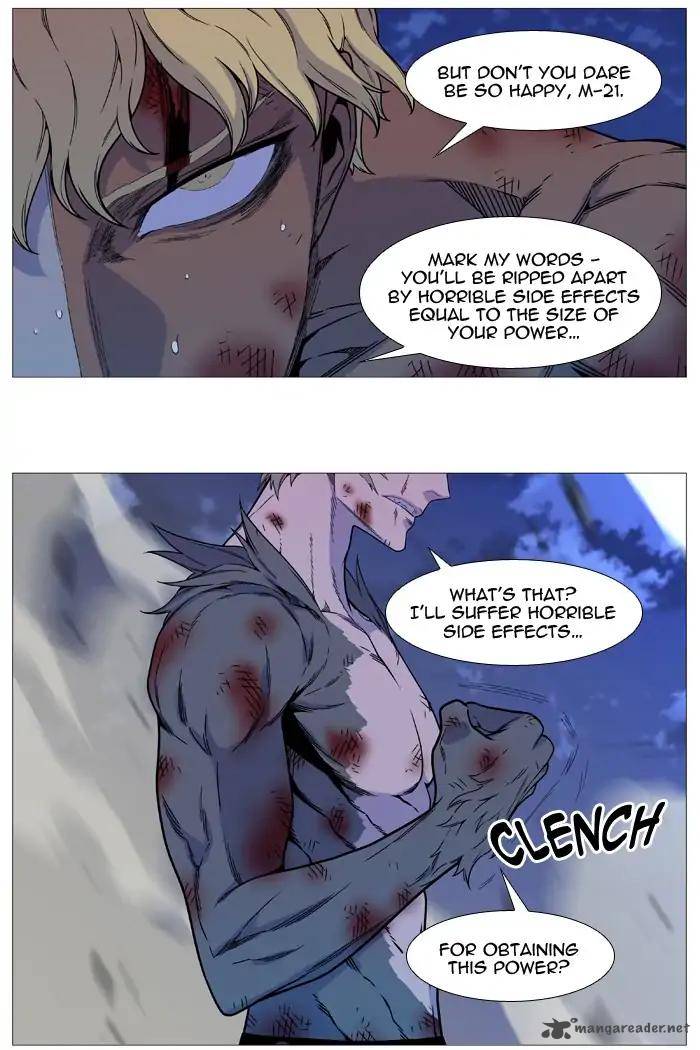 BUT DON'T YOU DARE
BE SO HAPPY, M-21.
MARK MY WORDS –
YOU'LL BE RIPPED APART
BY HORRIBLE SIDE EFFECTS
EQUAL TO THE SIZE OF
YOUR POWER...
WHAT'S THAT?
I'LL SUFFER HORRIBLE
SIDE EFFECTS...
CLENCH
FOR OBTAINING
THIS POWER?
mangareader.net